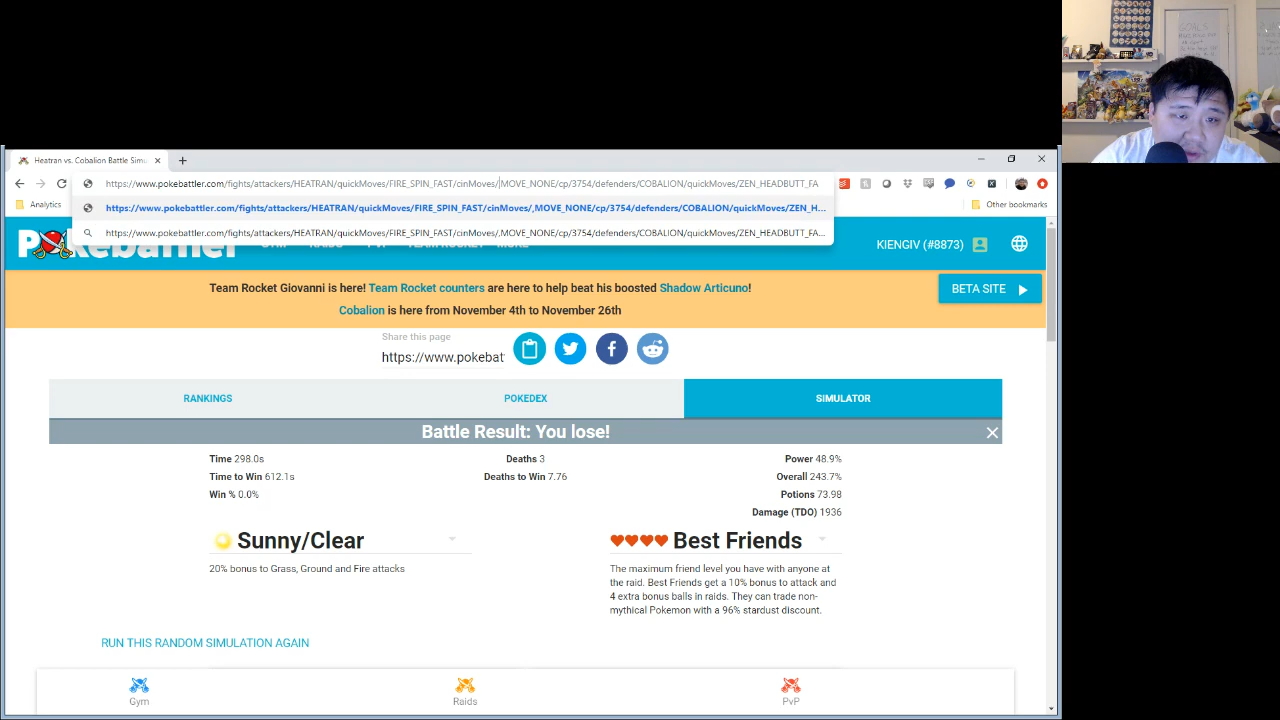 Heatran vs. Cobalion Battle Simu
https://www.pokebattler.com/fights/attackers/HEATRAN/quickMoves/FIRE_SPIN_FAST/cinMoves/,MOVE_NONE/cp/3754/defenders/COBALION/quickMoves/ZEN_HEADBUTT_FA
Analytics
https://www.pokebattler.com/fights/attackers/HEATRAN/quickMoves/FIRE_SPIN_FAST/cinMoves/,MOVE_NONE/cp/3754/defenders/COBALION/quickMoves/ZEN_H...
Other bookmarks
https://www.pokebattler.com/fights/attackers/HEATRAN/quickMoves/FIRE_SPIN_FAST/cinMoves/,MOVE_NONE/cp/3754/defenders/COBALION/quickMoves/ZEN_HEADBUTT_FA...
Pokebattler
KIENGIV (#8873)
Team Rocket Giovanni is here! Team Rocket counters are here to help beat his boosted Shadow Articuno!
BETA SITE
Cobalion is here from November 4th to November 26th
Share this page
https://www.pokebat
RANKINGS POKEDEX SIMULATOR
Battle Result: You lose!
Time 298.0s Deaths 3 Power 48.9%
Time to Win 612.1s Deaths to Win 7.76 Overall 243.7%
Win % 0.0% Potions 73.98
Damage (TDO) 1936
Sunny/Clear Best Friends
20% bonus to Grass, Ground and Fire attacks
The maximum friend level you have with anyone at
the raid. Best Friends get a 10% bonus to attack and
4 extra bonus balls in raids. They can trade non-
mythical Pokemon with a 96% stardust discount.
RUN THIS RANDOM SIMULATION AGAIN
Gym Raids PvP
GOALS